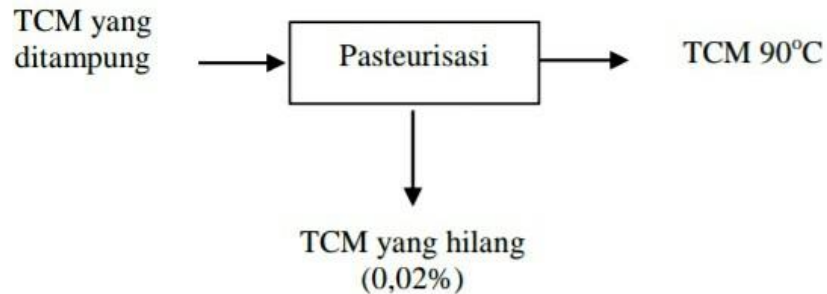 TCM yang
ditampung
Pasteurisasi
TCM 90°C
TCM yang hilang
(0,02%)